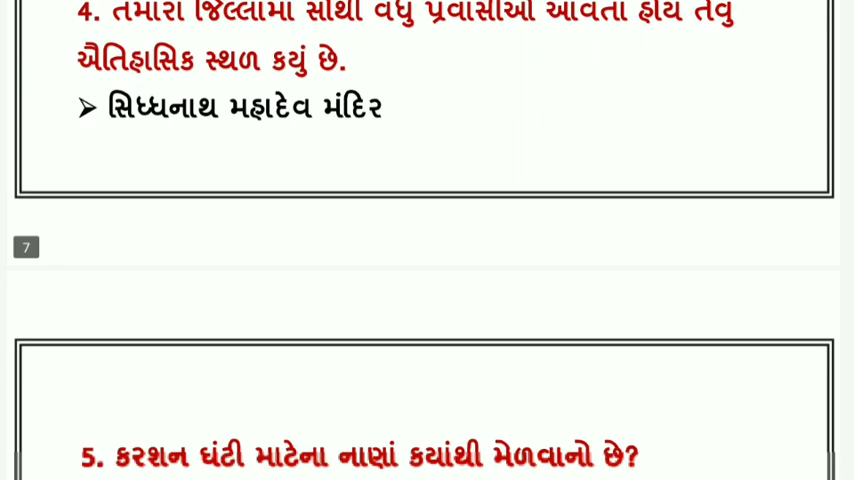 4. તમારા જિલ્લામાં સૌથી વધુ પ્રવાસીઓ આવતા હોય તેવુ
ઐતિહાસિક સ્થળ કયું છે.
➤ સિધ્ધનાથ મહાદેવ મંદિર
7
5. કરશન ઘંટી માટેના નાણાં કયાંથી મેળવાનો છે?